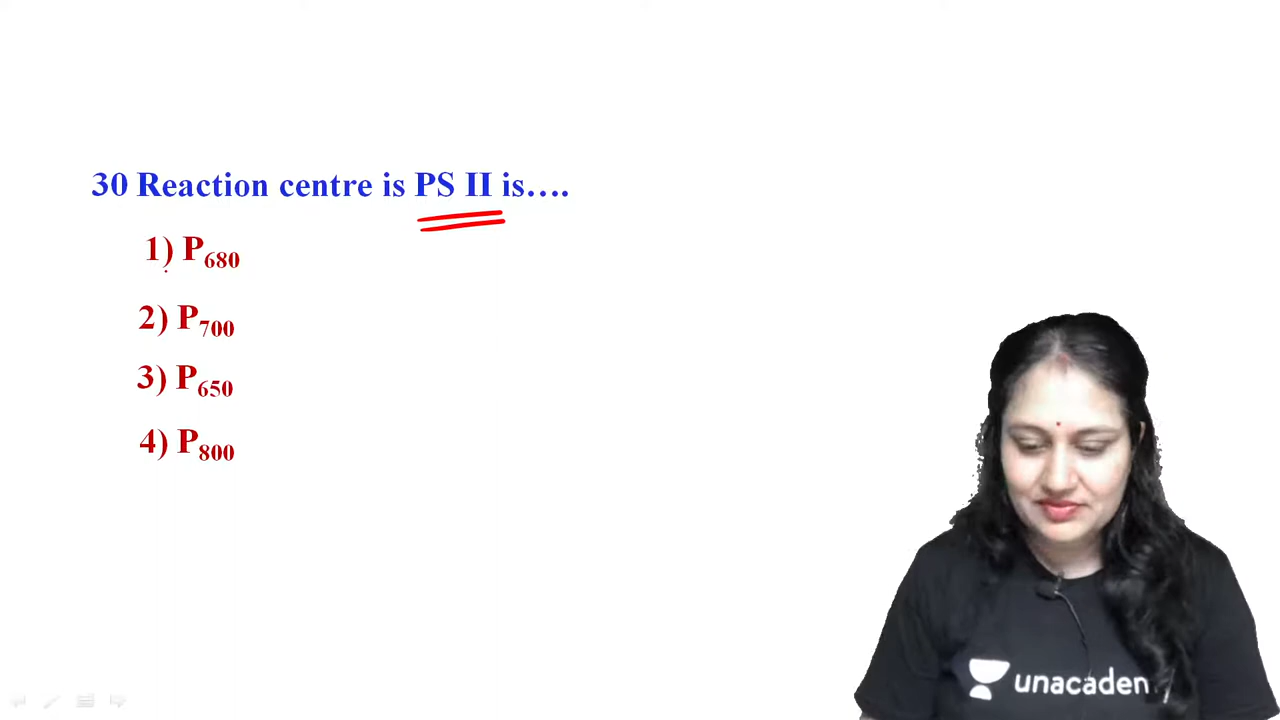 30 Reaction centre is PS II is….
1) P680
2) P700
3) P650
4) P800
unacaden